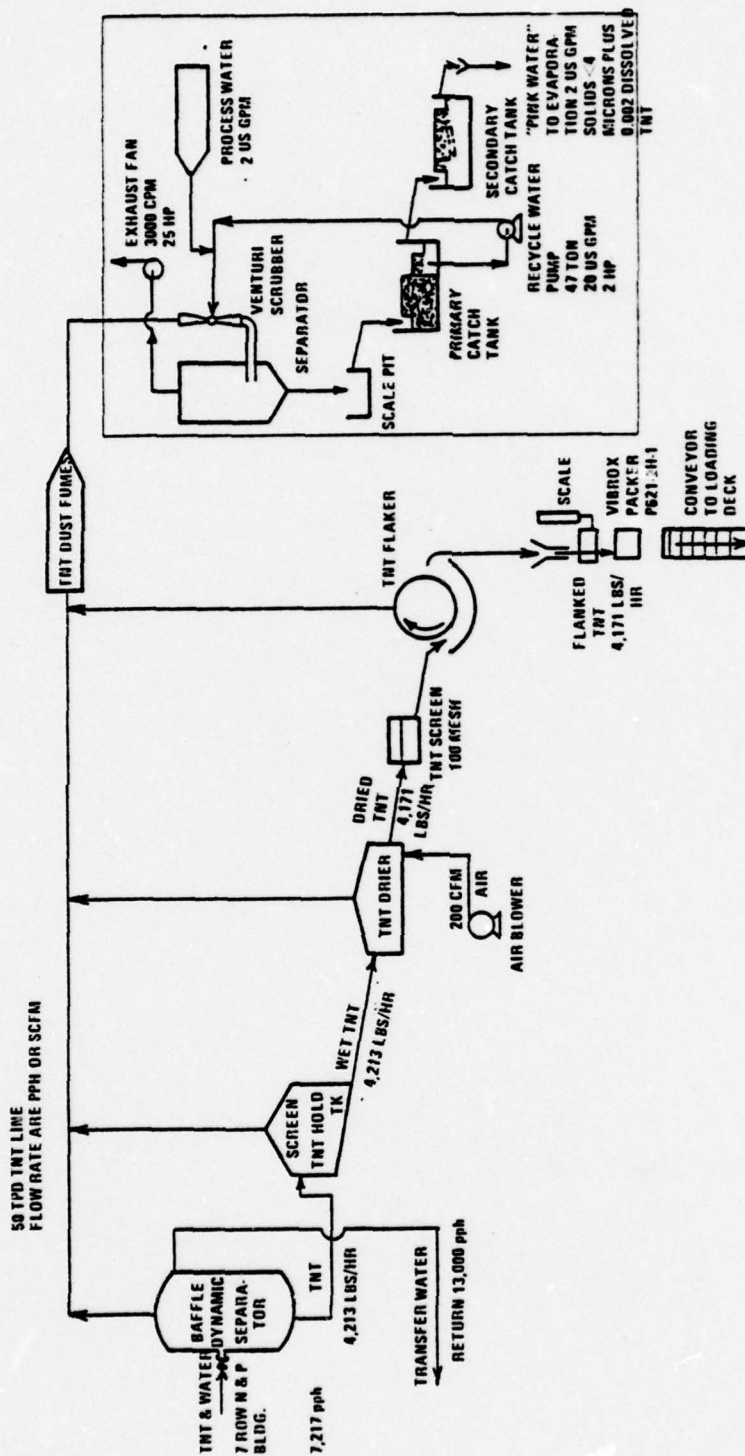 50 TPD TNT LINE
FLOW RATE ARE PPH OR SCFM
TNT & WATER
7 ROW N & P
BLDG.
7,217 pph
BAFFLE
DYNAMIC
SEPARA-
TOR
TNT
4,213 LBS/HR
TRANSFER WATER
RETURN 13,000 pph
SCREEN
TNT HOLD
TK
WET TNT
4,213 LBS/HR
TNT DRIER
200 CFM
AIR
AIR BLOWER
DRIED
TNT
4,171
LBS/HR
TNT SCREEN
100 MESH
TNT FLAKER
FLANKED
TNT
4,171 LBS/
HR
SCALE
VIBROX
PACKER
P621-2H-1
CONVEYOR
TO LOADING
DECK
TNT DUST FUMES
EXHAUST FAN
3000 CPM
25 HP
PROCESS WATER
2 US GPM
VENTURI
SCRUBBER
SEPARATOR
SCALE PIT
PRIMARY
CATCH
TANK
RECYCLE WATER
PUMP
47 TON
20 US GPM
2 HP
SECONDARY
CATCH TANK
"PINK WATER"
TO EVAPORA-
TION 2 US GPM
SOLIDS <4
MICRONS PLUS
0.002 DISSOLVED
TNT